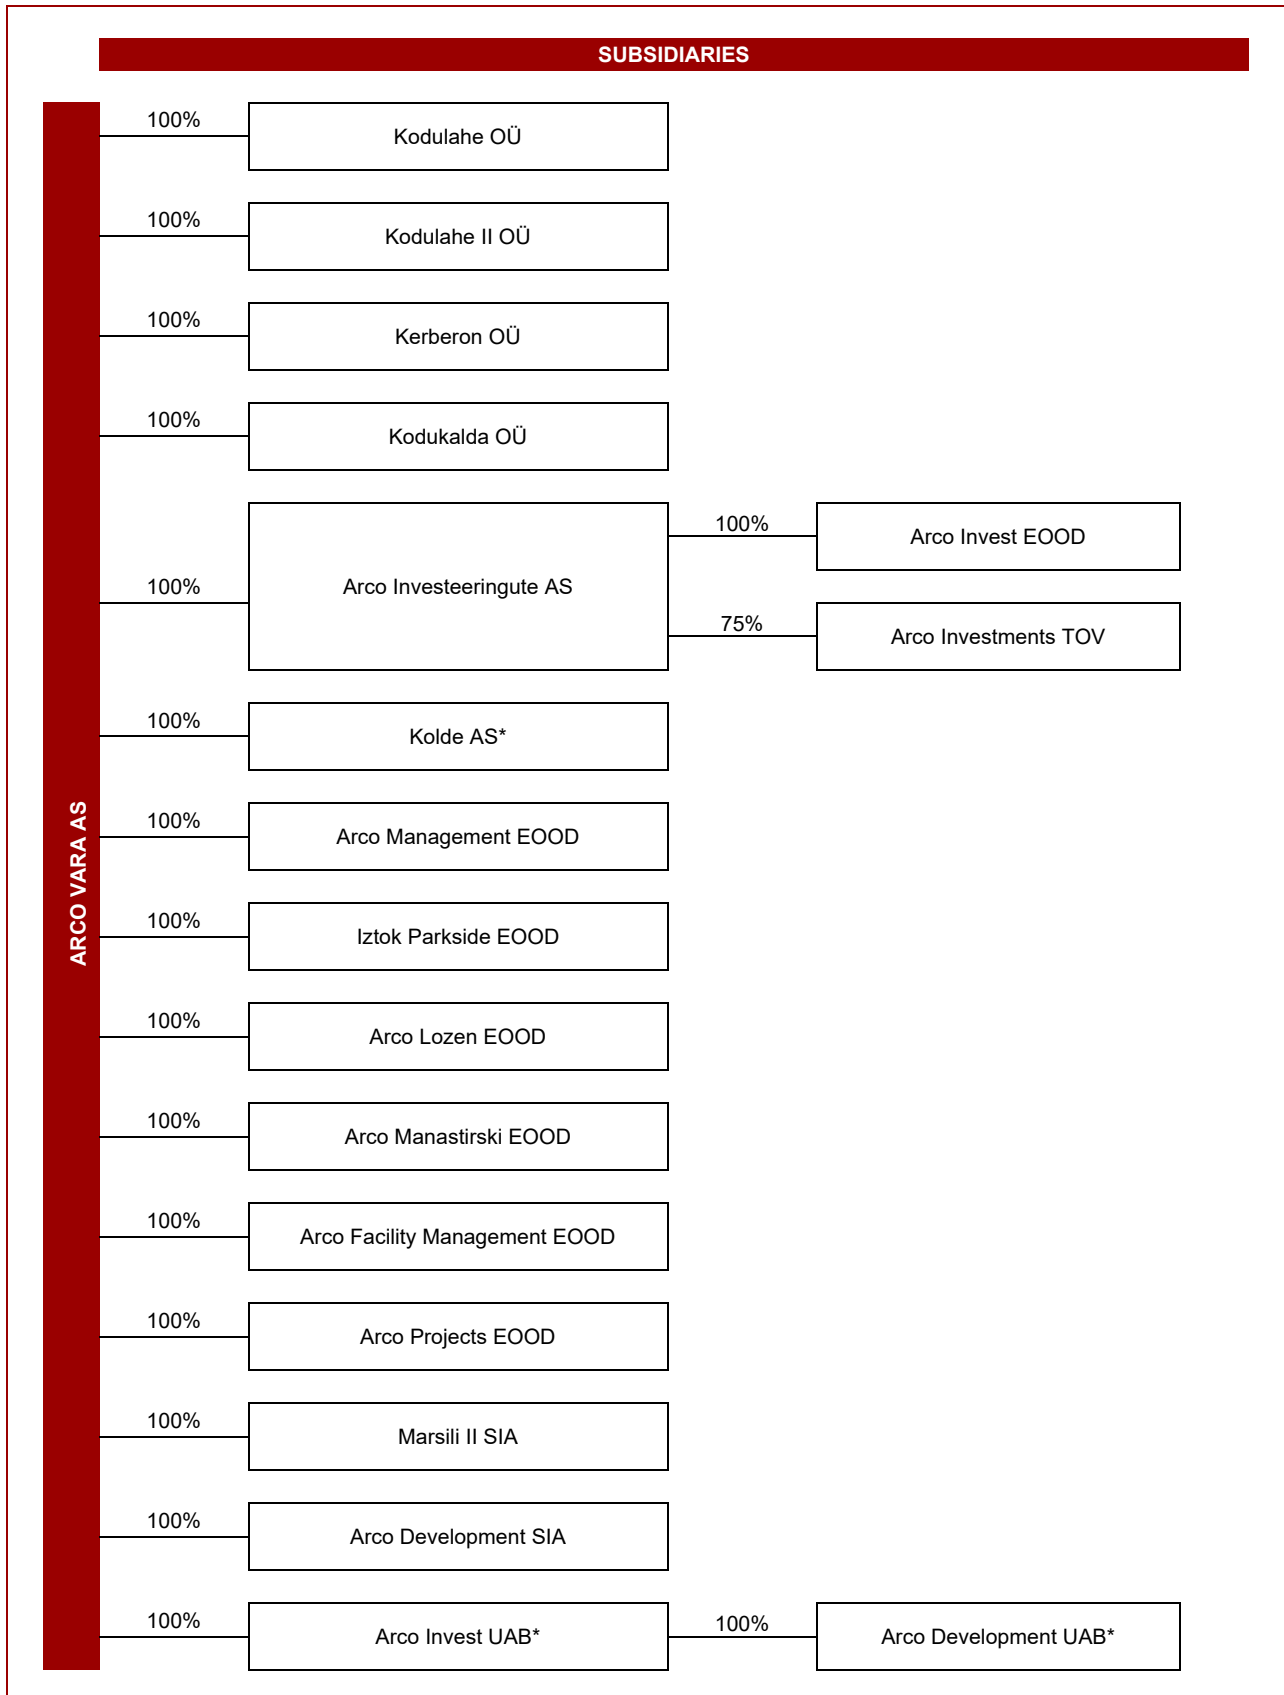 SUBSIDIARIES
ARCO VARA AS
100%
Kodulahe OÜ
100%
Kodulahe II OÜ
100%
Kerberon OÜ
100%
Kodukalda OÜ
100%
Arco Investeeringute AS
100%
Arco Invest EOOD
75%
Arco Investments TOV
100%
Kolde AS*
100%
Arco Management EOOD
100%
Iztok Parkside EOOD
100%
Arco Lozen EOOD
100%
Arco Manastirski EOOD
100%
Arco Facility Management EOOD
100%
Arco Projects EOOD
100%
Marsili II SIA
100%
Arco Development SIA
100%
Arco Invest UAB*
100%
Arco Development UAB*